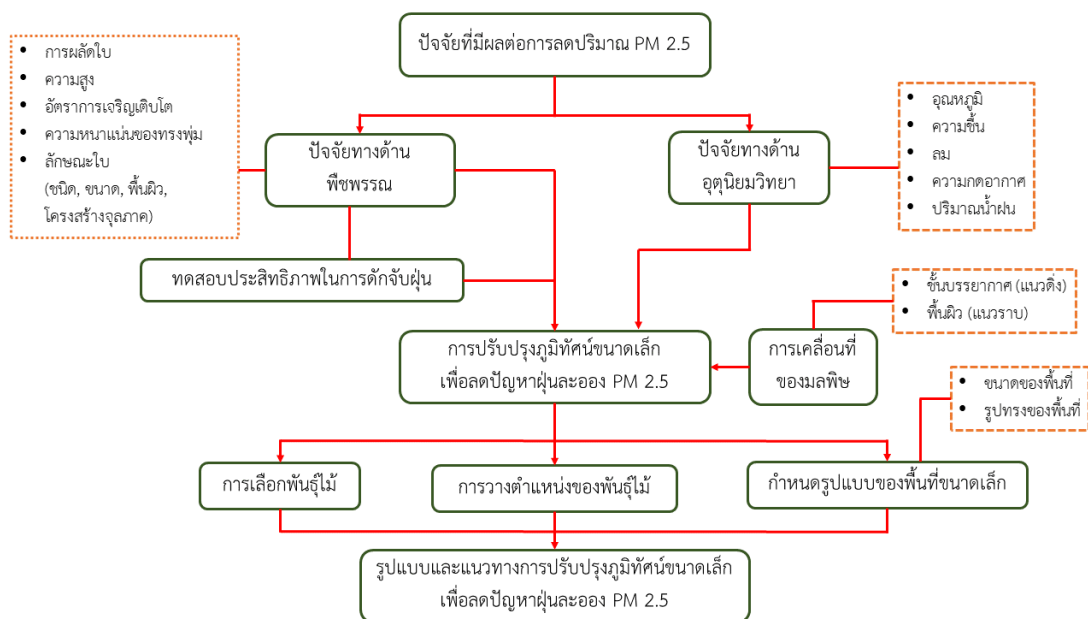 ปัจจัยที่มีผลต่อการลดปริมาณ PM 2.5
• การผลัดใบ
• ความสูง
• อัตราการเจริญเติบโต
• ความหนาแน่นของทรงพุ่ม
• ลักษณะใบ
(ชนิด, ขนาด, พื้นผิว,
โครงสร้างจุลภาค)
ปัจจัยทางด้าน
พืชพรรณ
ปัจจัยทางด้าน
อุตุนิยมวิทยา
• อุณหภูมิ
• ความชื้น
• ลม
• ความกดอากาศ
• ปริมาณน้ำฝน
ทดสอบประสิทธิภาพในการดักจับฝุ่น
• ชั้นบรรยากาศ (แนวดิ่ง)
• พื้นผิว (แนวราบ)
การปรับปรุงภูมิทัศน์ขนาดเล็ก
เพื่อลดปัญหาฝุ่นละออง PM 2.5
การเคลื่อนที่
ของมลพิษ
• ขนาดของพื้นที่
• รูปทรงของพื้นที่
การเลือกพันธุ์ไม้
การวางตำแหน่งของพันธุ์ไม้
กำหนดรูปแบบของพื้นที่ขนาดเล็ก
รูปแบบและแนวทางการปรับปรุงภูมิทัศน์ขนาดเล็ก
เพื่อลดปัญหาฝุ่นละออง PM 2.5